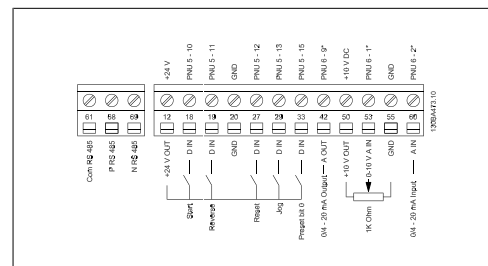 +24 V
PNU 5 - 10
PNU 5 - 11
GND
PNU 5 - 12
PNU 5 - 13
PNU 5 - 15
PNU 6 - 9*
+10 V DC
PNU 6 - 1*
GND
PNU 6 - 2*
61 68 69 12 18 19 20 27 29 33 42 50 53 55 60
Com RS 485
P RS 485
N RS 485
+24 V OUT
D IN
D IN
GND
D IN
D IN
D IN
0/4 - 20 mA Output A OUT
+10 V OUT
0-10 V A IN
GND
0/4 - 20 mA Input A IN
Start
Reverse
Reset
Jog
Preset bit 0
1K Ohm
130BA473.10